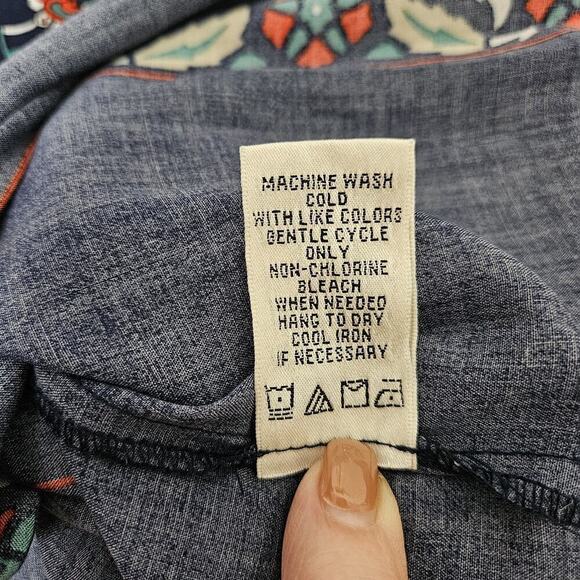 MACHINE WASH
COLD
WITH LIKE COLORS
GENTLE CYCLE
ONLY
NON-CHLORINE
BLEACH
WHEN NEEDED
HANG TO DRY
COOL IRON
IF NECESSARY